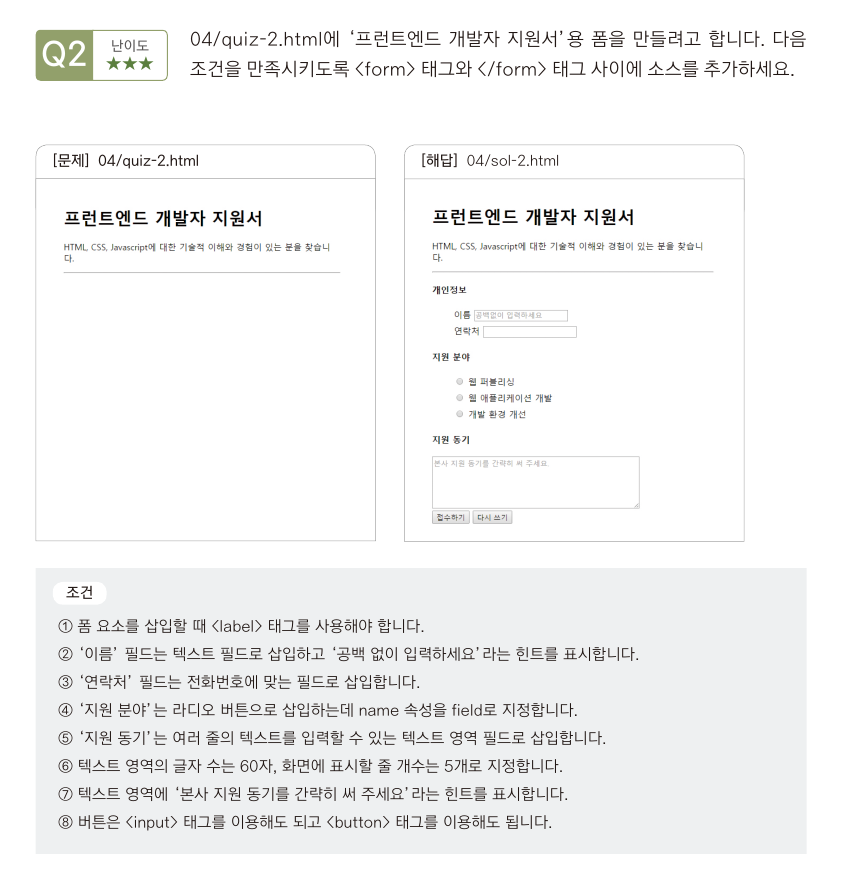 Q2
난이도
★★★
04/quiz-2.html에 ‘프런트엔드 개발자 지원서’용 폼을 만들려고 합니다. 다음
조건을 만족시키도록 <form> 태그와 </form> 태그 사이에 소스를 추가하세요.
[문제] 04/quiz-2.html
프런트엔드 개발자 지원서
HTML, CSS, Javascript에 대한 기술적 이해와 경험이 있는 분을 찾습니
다.
[해답] 04/sol-2.html
프런트엔드 개발자 지원서
HTML, CSS, Javascript에 대한 기술적 이해와 경험이 있는 분을 찾습니
다.
개인정보
이름 공백없이 입력하세요
연락처
지원 분야
웹 퍼블리싱
웹 애플리케이션 개발
개발 환경 개선
지원 동기
본사 지원 동기를 간략히 써 주세요.
접수하기 다시 쓰기
조건
① 폼 요소를 삽입할 때 <label> 태그를 사용해야 합니다.
② ‘이름’ 필드는 텍스트 필드로 삽입하고 ‘공백 없이 입력하세요’라는 힌트를 표시합니다.
③ ‘연락처’ 필드는 전화번호에 맞는 필드로 삽입합니다.
④ ‘지원 분야’는 라디오 버튼으로 삽입하는데 name 속성을 field로 지정합니다.
⑤ ‘지원 동기’는 여러 줄의 텍스트를 입력할 수 있는 텍스트 영역 필드로 삽입합니다.
⑥ 텍스트 영역의 글자 수는 60자, 화면에 표시할 줄 개수는 5개로 지정합니다.
⑦ 텍스트 영역에 ‘본사 지원 동기를 간략히 써 주세요’라는 힌트를 표시합니다.
⑧ 버튼은 <input> 태그를 이용해도 되고 <button> 태그를 이용해도 됩니다.